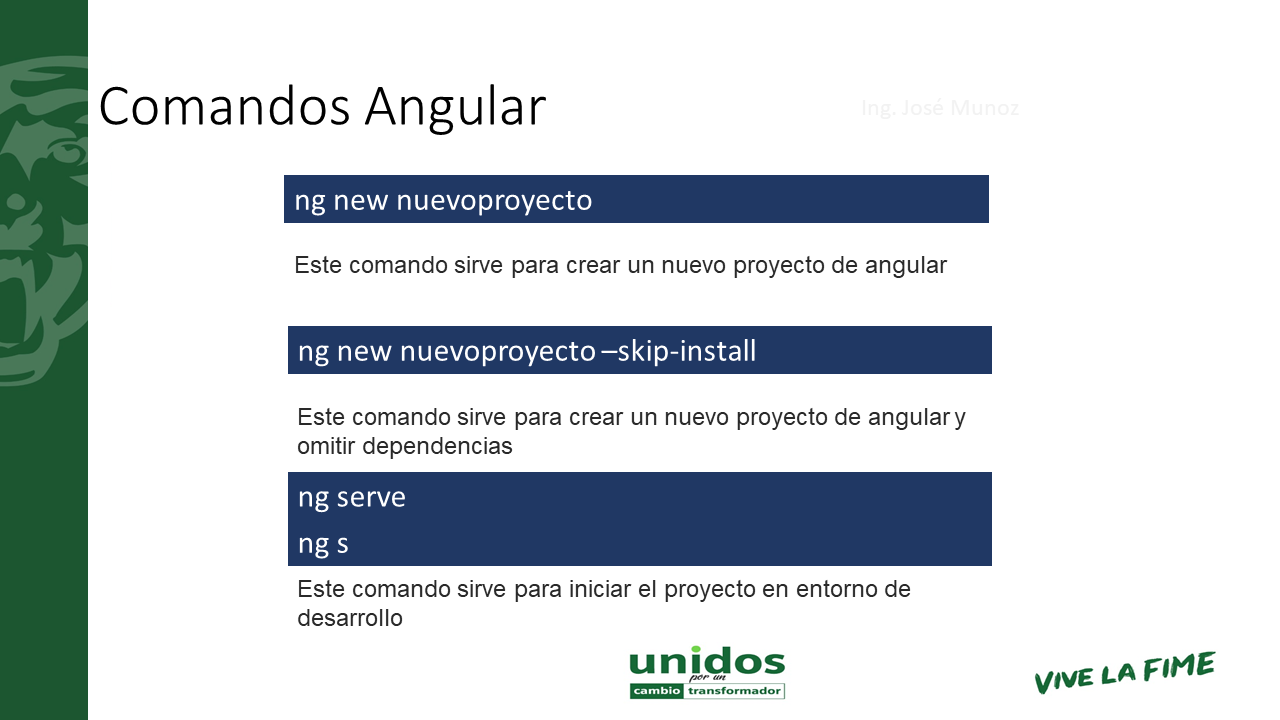 Comandos Angular
Ing. José Munoz
ng new nuevoproyecto
Este comando sirve para crear un nuevo proyecto de angular
ng new nuevoproyecto –skip-install
Este comando sirve para crear un nuevo proyecto de angular y
omitir dependencias
ng serve
ng s
Este comando sirve para iniciar el proyecto en entorno de
desarrollo
unidos
por un
cambio transformador
VIVE LA FIME